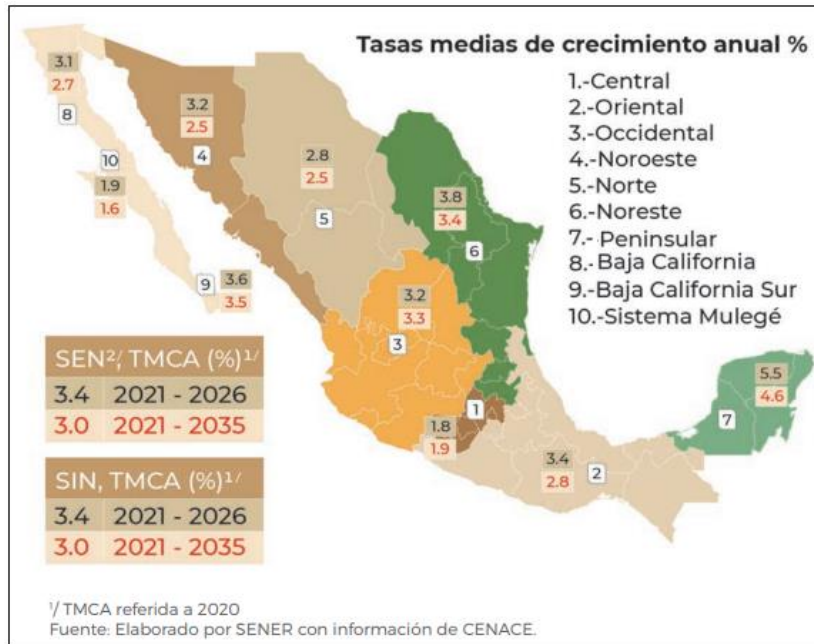 Tasas medias de crecimiento anual %
1.-Central
2.-Oriental
3.-Occidental
4.-Noroeste
5.-Norte
6.-Noreste
7.-Peninsular
8.-Baja California
9.-Baja California Sur
10.-Sistema Mulegé
3.1
2.7
8
3.2
2.5
4
10
1.9
1.6
2.8
2.5
5
3.8
3.4
6
9
3.6
3.5
3.2
3.3
3
1
1.8
1.9
3.4
2.8
2
5.5
4.6
7
SEN²/, TMCA (%)¹/
3.4 2021 - 2026
3.0 2021 - 2035
SIN, TMCA (%)¹/
3.4 2021 - 2026
3.0 2021 - 2035
¹/ TMCA referida a 2020
Fuente: Elaborado por SENER con información de CENACE.